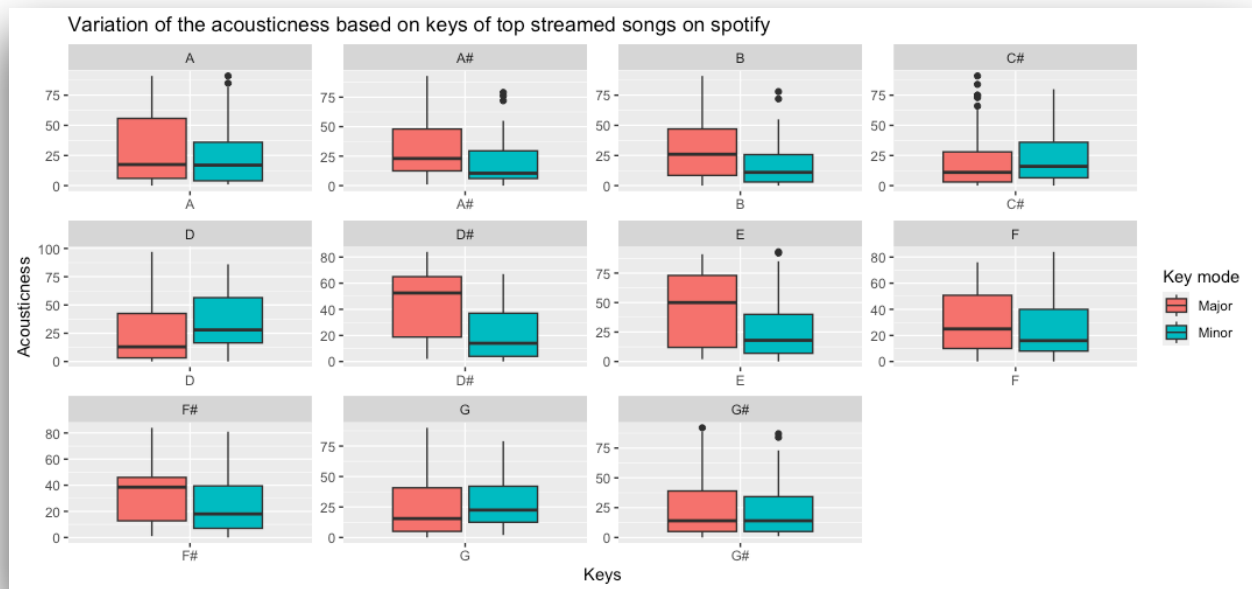 Variation of the acousticness based on keys of top streamed songs on spotify
A
A#
B
C#
75
50
25
0
75
50
25
0
75
50
25
0
75
50
25
0
A
A#
B
C#
D
D#
E
F
100
75
50
25
0
80
60
40
20
0
75
50
25
0
80
60
40
20
0
D
D#
E
F
F#
G
G#
80
60
40
20
0
75
50
25
0
75
50
25
0
F#
G
G#
Acousticness
Keys
Key mode
Major
Minor